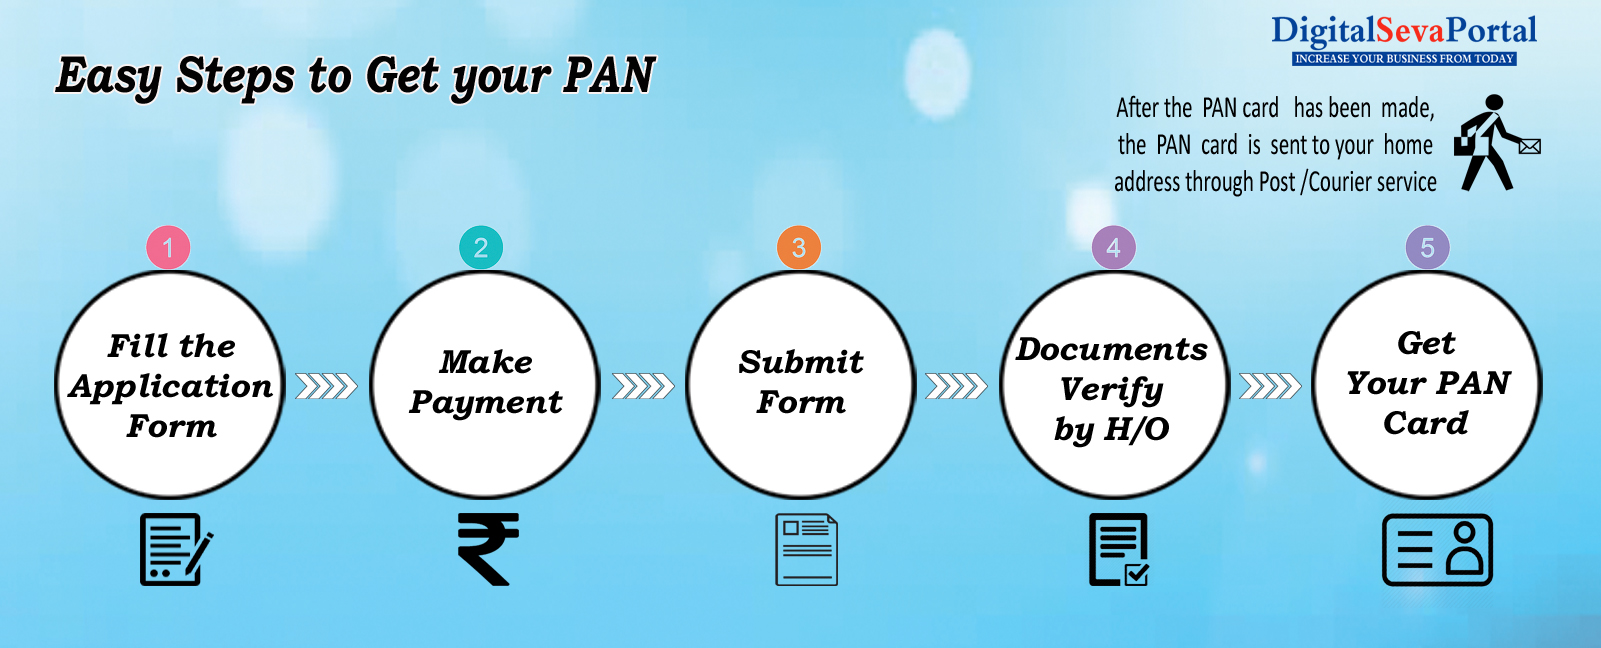 Easy Steps to Get your PAN
DigitalSevaPortal
INCREASE YOUR BUSINESS FROM TODAY
After the PAN card has been made,
the PAN card is sent to your home
address through Post /Courier service
1
Fill the
Application
Form
2
Make
Payment
3
Submit
Form
4
Documents
Verify
by H/O
5
Get
Your PAN
Card